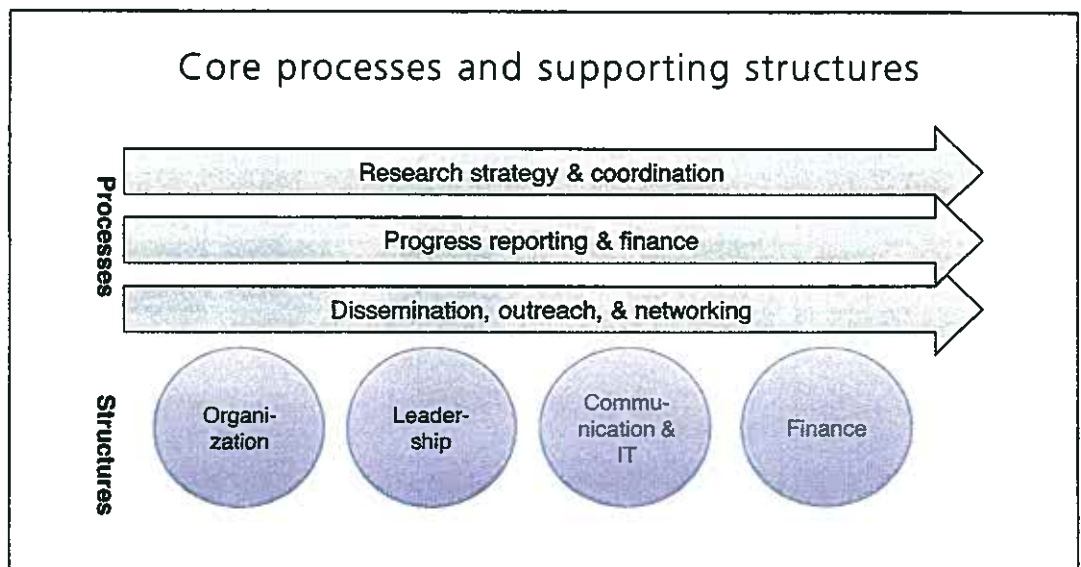 Core processes and supporting structures
Processes
Research strategy & coordination
Progress reporting & finance
Dissemination, outreach, & networking
Structures
Organi-
zation
Leader-
ship
Commu-
nication &
IT
Finance